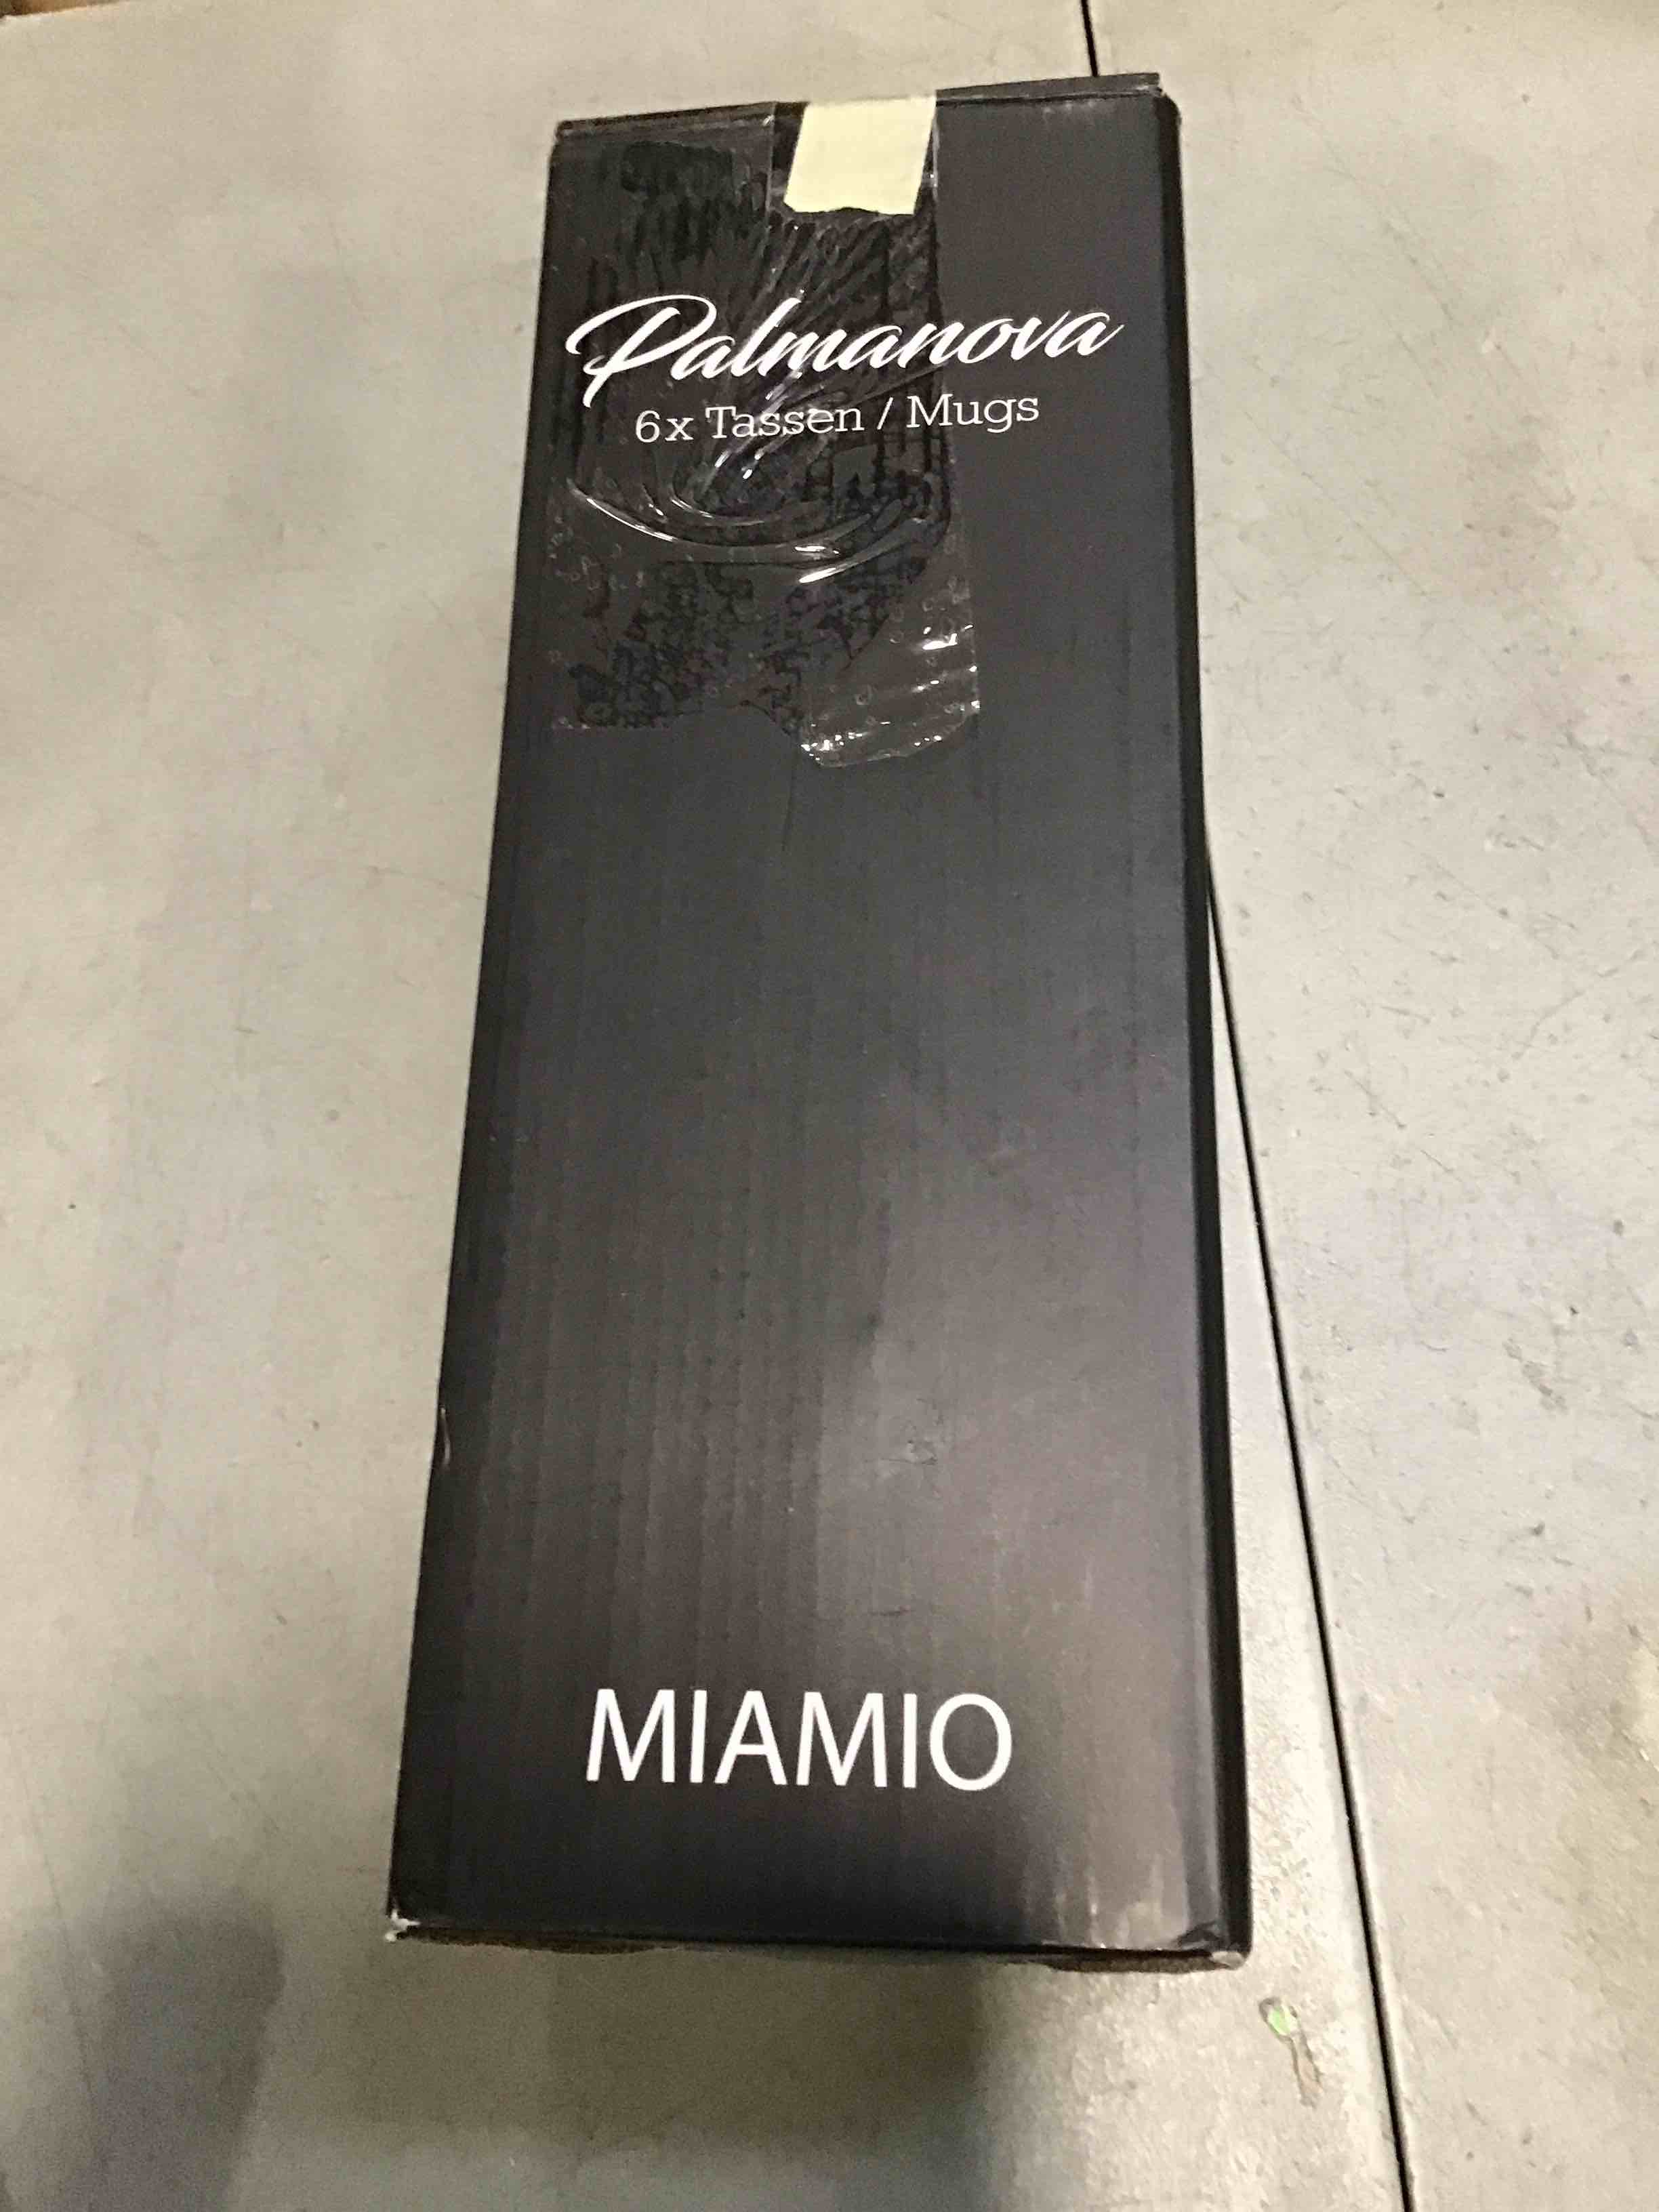 Palmanova
6x Tassen / Mugs
MIAMIO